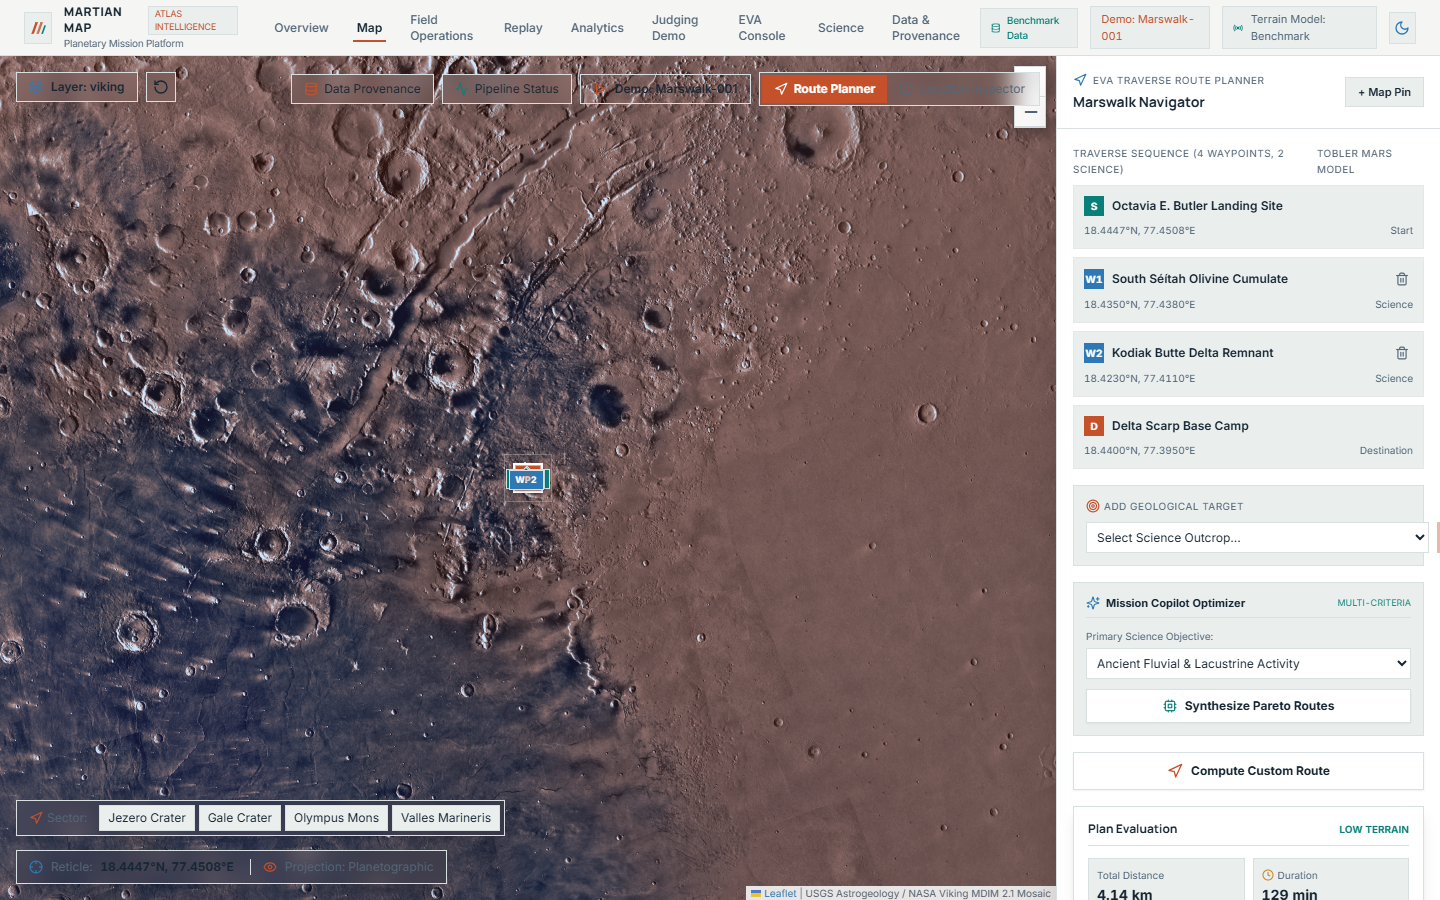 MARTIAN MAP
Planetary Mission Platform
ATLAS INTELLIGENCE
Overview
Map
Field Operations
Replay
Analytics
Judging Demo
EVA Console
Science
Data & Provenance
Benchmark Data
Demo: Marswalk-001
Terrain Model: Benchmark
Layer: viking
Data Provenance
Pipeline Status
Demo: Marswalk-001
Route Planner
WP2
Sector:
Jezero Crater
Gale Crater
Olympus Mons
Valles Marineris
Reticle: 18.4447°N, 77.4508°E
Projection: Planetographic
Leaflet | USGS Astrogeology / NASA Viking MDIM 2.1 Mosaic
EVA TRAVERSE ROUTE PLANNER
Marswalk Navigator
+ Map Pin
TRAVERSE SEQUENCE (4 WAYPOINTS, 2 SCIENCE)
TOBLER MARS MODEL
S Octavia E. Butler Landing Site
18.4447°N, 77.4508°E Start
W1 South Séítah Olivine Cumulate
18.4350°N, 77.4380°E Science
W2 Kodiak Butte Delta Remnant
18.4230°N, 77.4110°E Science
D Delta Scarp Base Camp
18.4400°N, 77.3950°E Destination
ADD GEOLOGICAL TARGET
Select Science Outcrop...
Mission Copilot Optimizer
MULTI-CRITERIA
Primary Science Objective:
Ancient Fluvial & Lacustrine Activity
Synthesize Pareto Routes
Compute Custom Route
Plan Evaluation
LOW TERRAIN
Total Distance
4.14 km
Duration
129 min